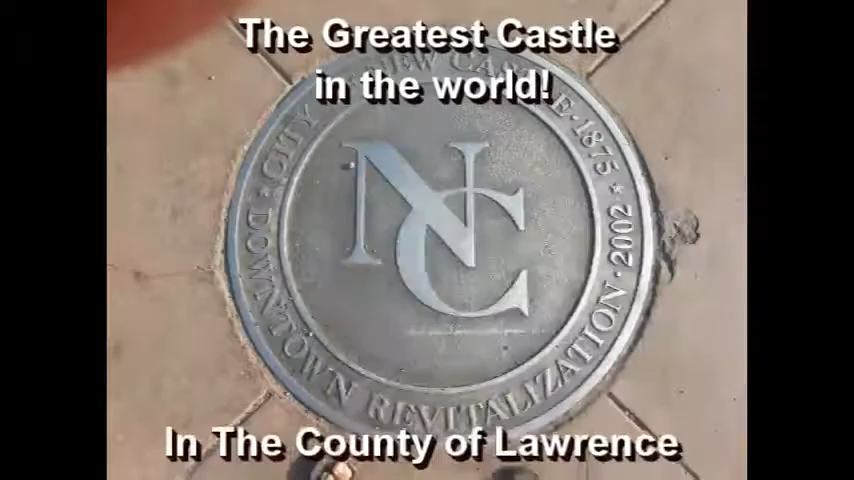 The Greatest Castle
in the world!
CITY OF NEW CASTLE · 1875 *
NC
DOWNTOWN REVITALIZATION · 2002
In The County of Lawrence